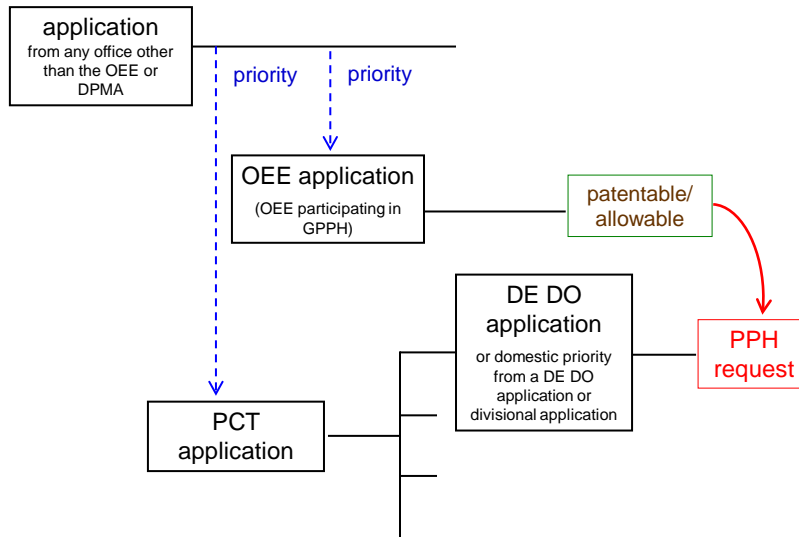 application
from any office other
than the OEE or
DPMA
priority
priority
OEE application
(OEE participating in
GPPH)
patentable/
allowable
DE DO
application
or domestic priority
from a DE DO
application or
divisional application
PPH
request
PCT
application